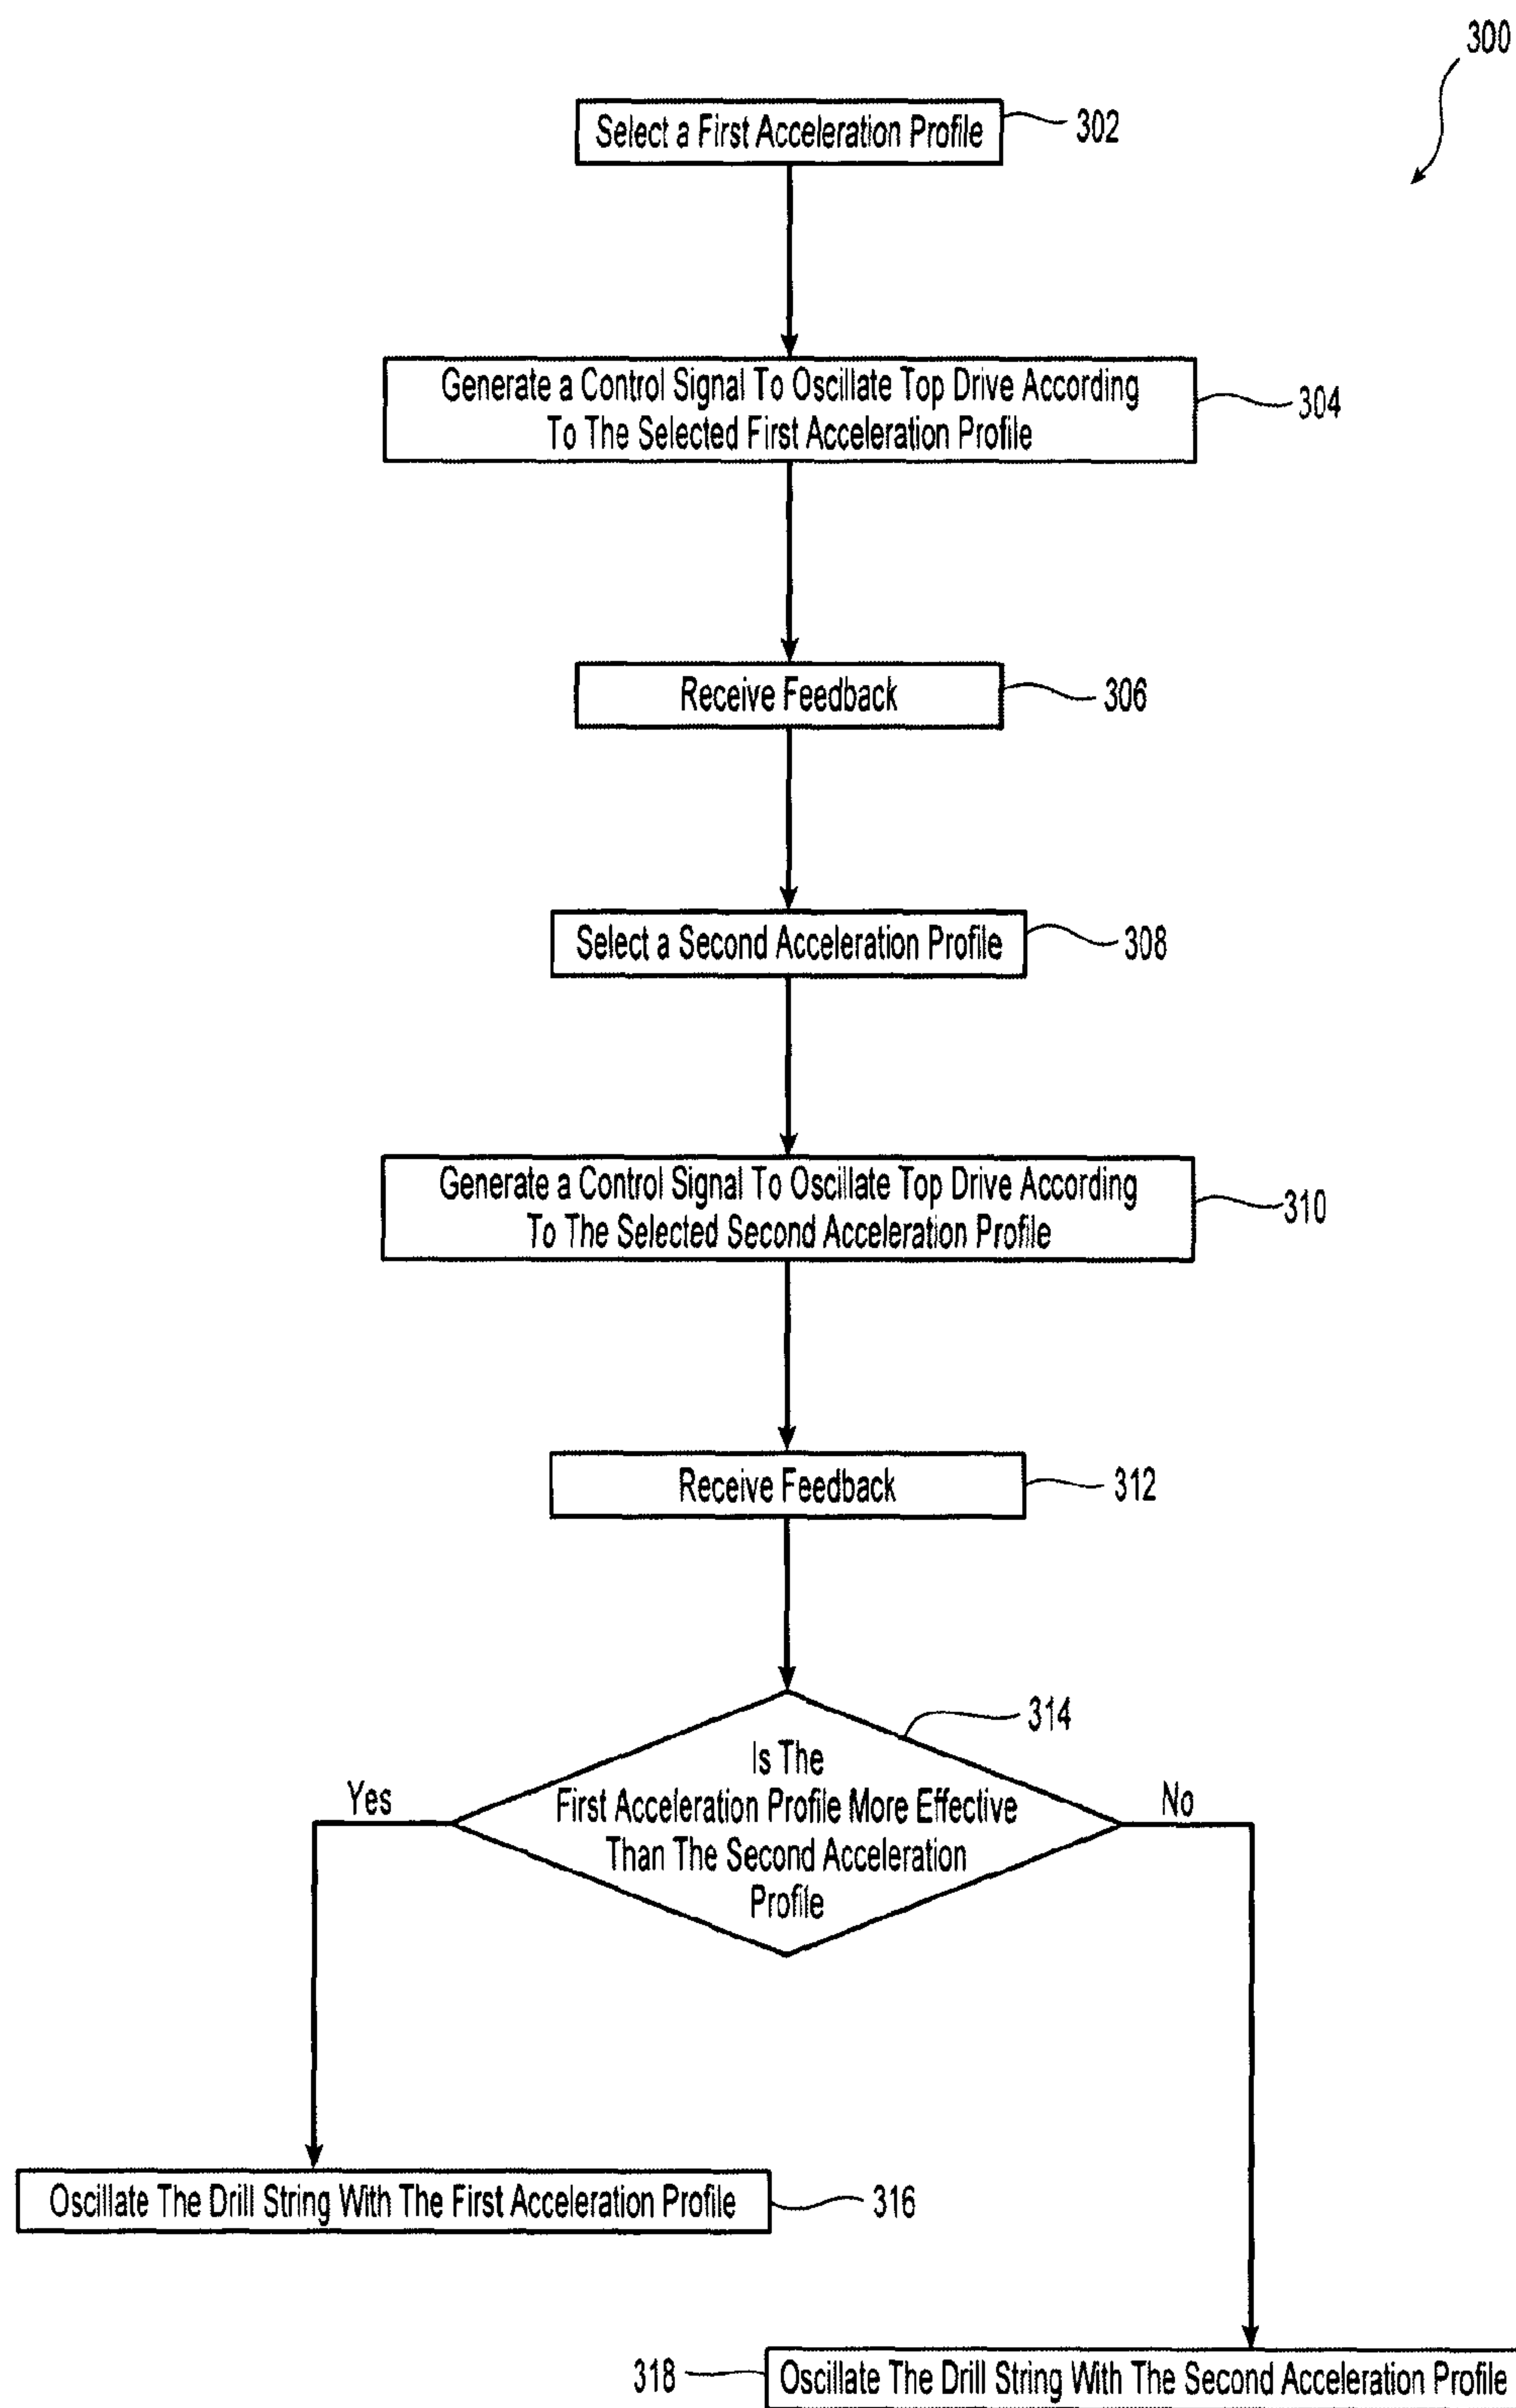 300
Select a First Acceleration Profile
302
Generate a Control Signal To Oscillate Top Drive According
To The Selected First Acceleration Profile
304
Receive Feedback
306
Select a Second Acceleration Profile
308
Generate a Control Signal To Oscillate Top Drive According
To The Selected Second Acceleration Profile
310
Receive Feedback
312
314
Is The
First Acceleration Profile More Effective
Than The Second Acceleration
Profile
Yes
No
Oscillate The Drill String With The First Acceleration Profile
316
318
Oscillate The Drill String With The Second Acceleration Profile